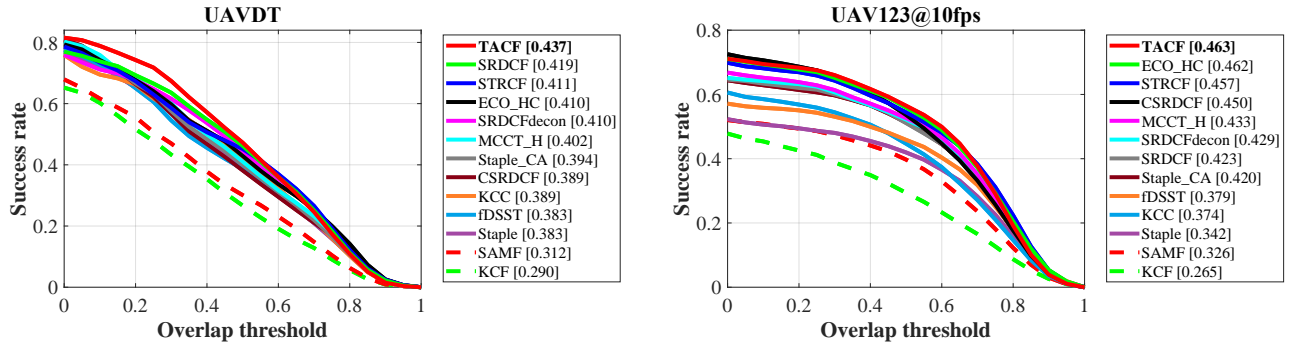 UAVDT
Success rate
0.8
0.6
0.4
0.2
0
0
0.2
0.4
0.6
0.8
1
Overlap threshold
TACF [0.437]
SRDCF [0.419]
STRCF [0.411]
ECO_HC [0.410]
SRDCFdecon [0.410]
MCCT_H [0.402]
Staple_CA [0.394]
CSRDCF [0.389]
KCC [0.389]
fDSST [0.383]
Staple [0.383]
SAMF [0.312]
KCF [0.290]
UAV123@10fps
Success rate
0.8
0.6
0.4
0.2
0
0
0.2
0.4
0.6
0.8
1
Overlap threshold
TACF [0.463]
ECO_HC [0.462]
STRCF [0.457]
CSRDCF [0.450]
MCCT_H [0.433]
SRDCFdecon [0.429]
SRDCF [0.423]
Staple_CA [0.420]
fDSST [0.379]
KCC [0.374]
Staple [0.342]
SAMF [0.326]
KCF [0.265]